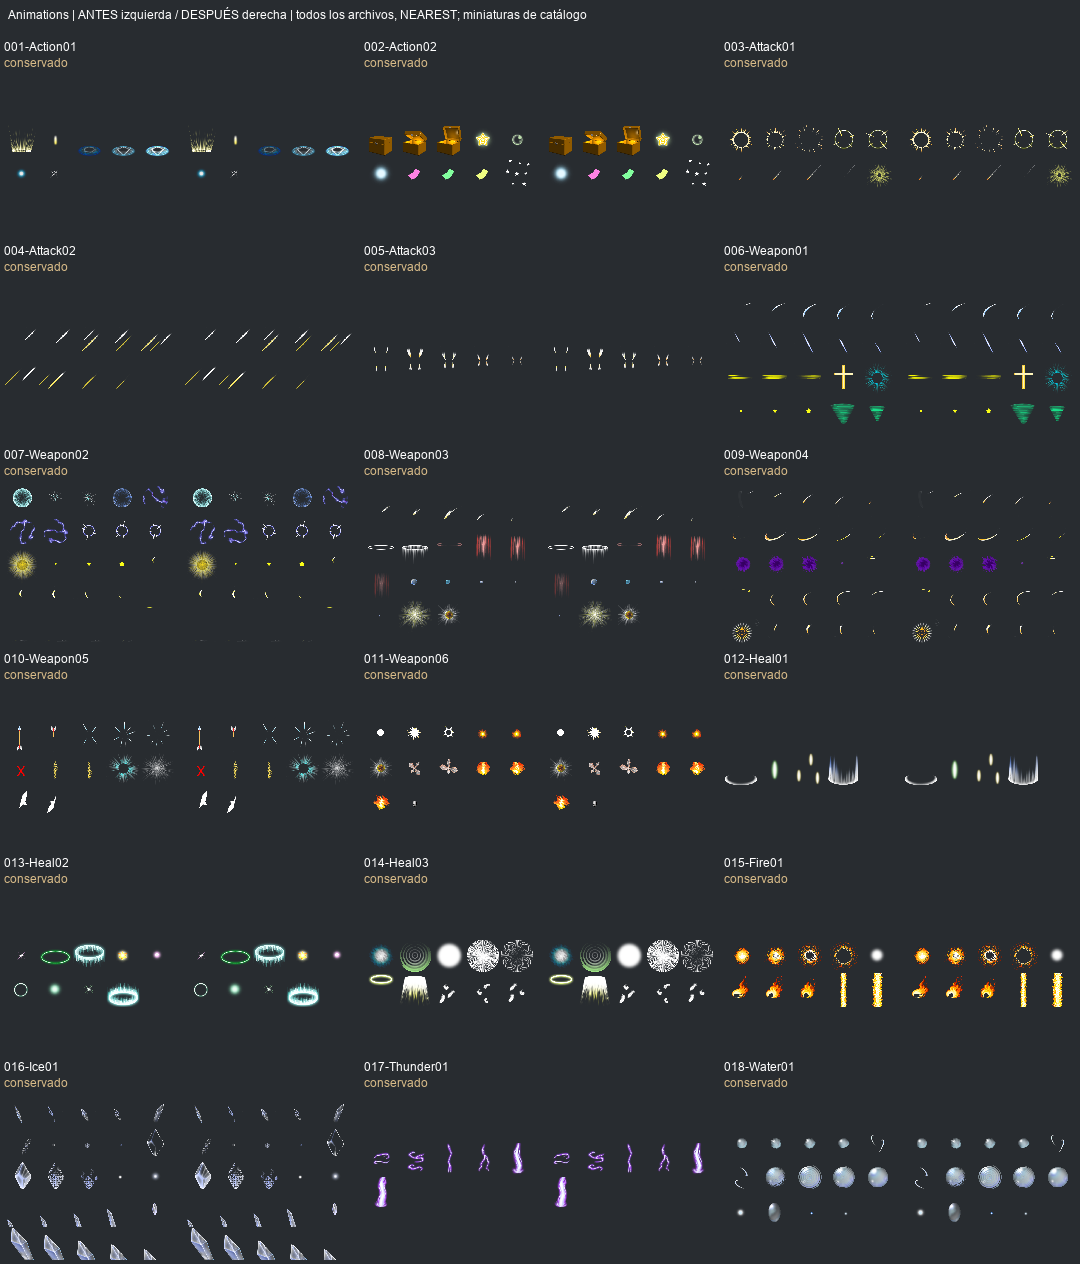 Animations | ANTES izquierda / DESPUÉS derecha | todos los archivos, NEAREST; miniaturas de catálogo
001-Action01
conservado
002-Action02
conservado
003-Attack01
conservado
004-Attack02
conservado
005-Attack03
conservado
006-Weapon01
conservado
007-Weapon02
conservado
008-Weapon03
conservado
009-Weapon04
conservado
010-Weapon05
conservado
011-Weapon06
conservado
012-Heal01
conservado
013-Heal02
conservado
014-Heal03
conservado
015-Fire01
conservado
016-Ice01
conservado
017-Thunder01
conservado
018-Water01
conservado